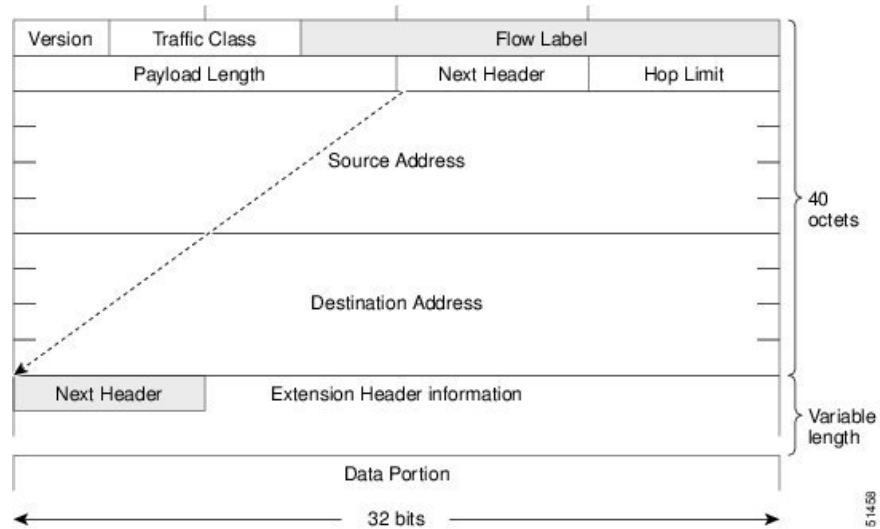 Version Traffic Class Flow Label
Payload Length Next Header Hop Limit
Source Address
40
octets
Destination Address
Next Header Extension Header information
Variable
length
Data Portion
32 bits
51458